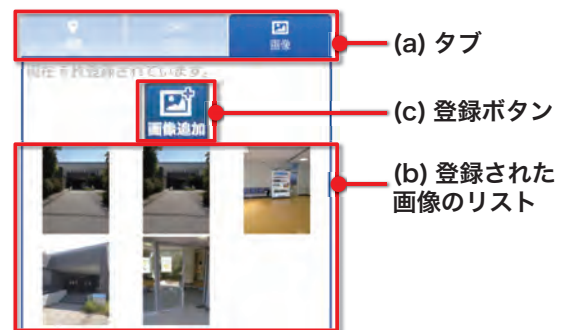 画像
(a) タブ
画像追加
(c) 登録ボタン
(b) 登録された
画像のリスト